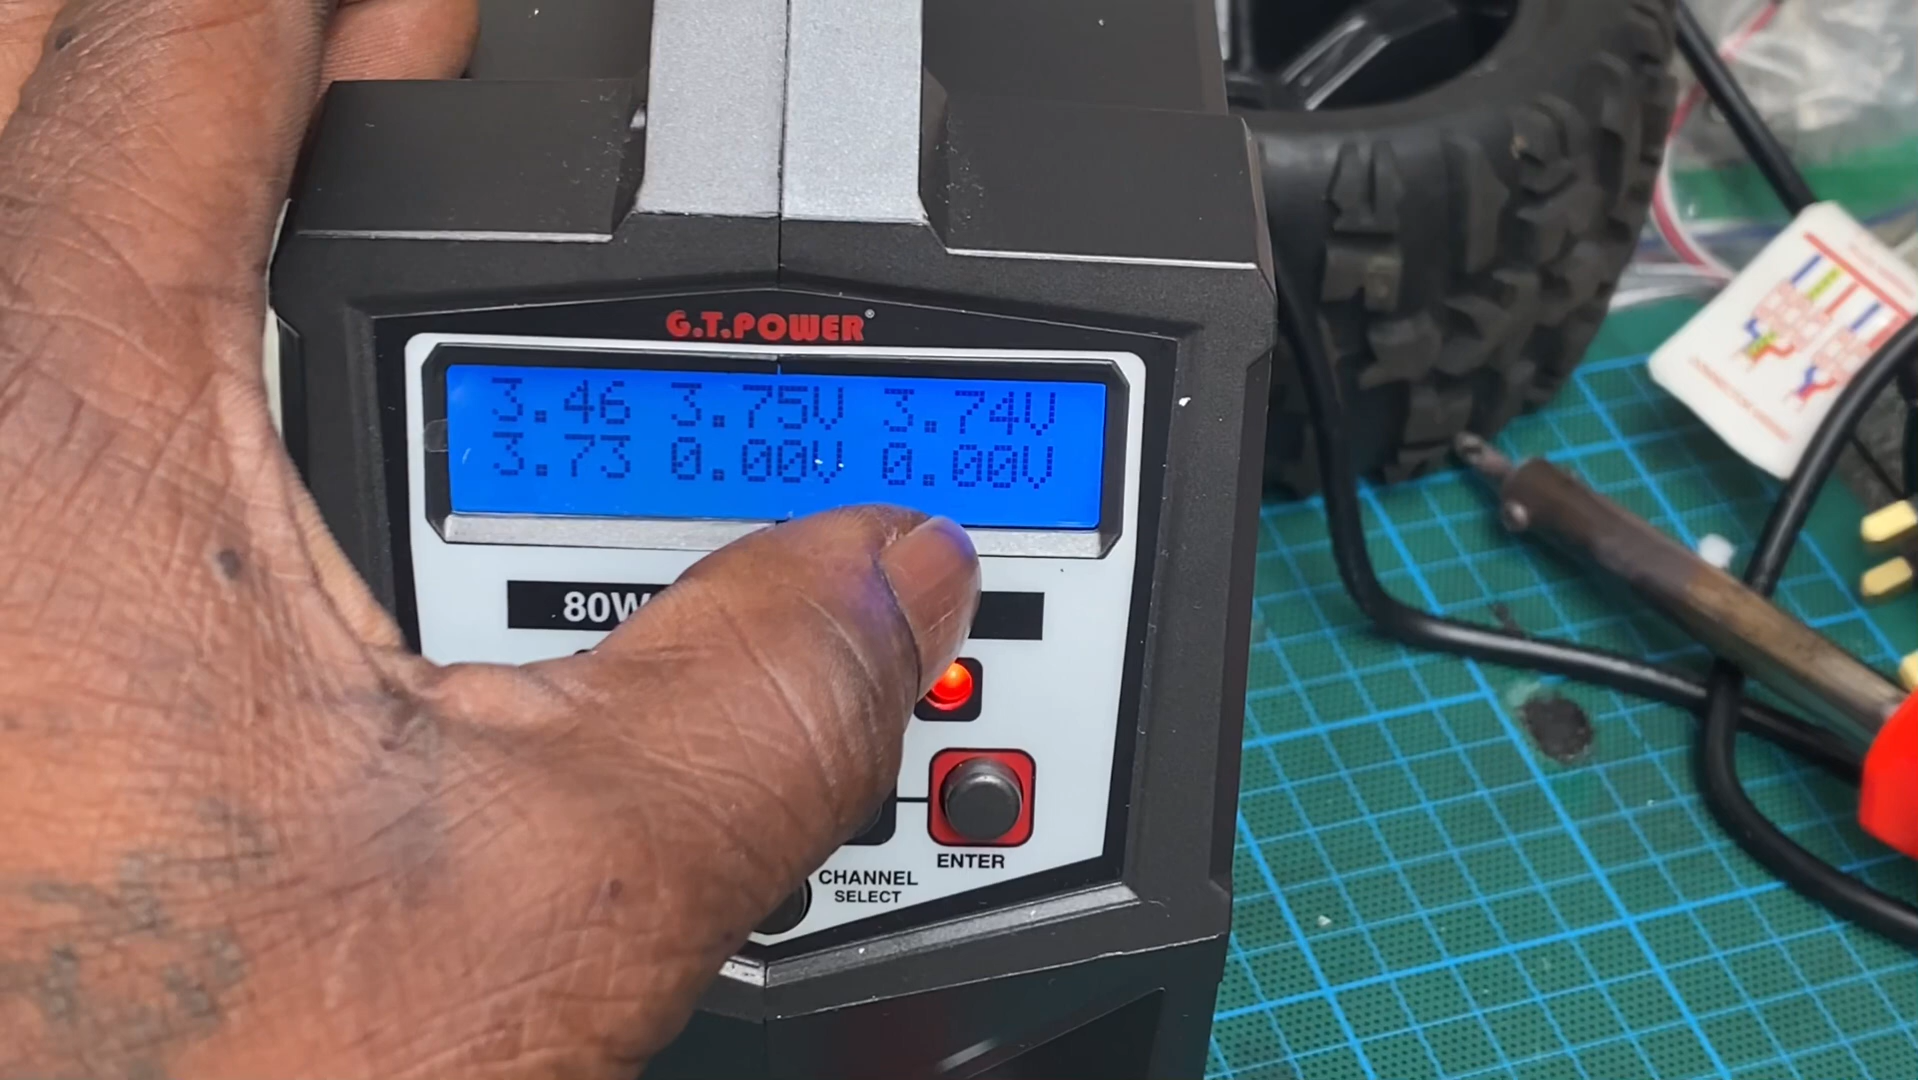 G.T.POWER®
3.46 3.75V 3.74V
3.73 0.00V 0.00V
80W
ENTER
CHANNEL
SELECT